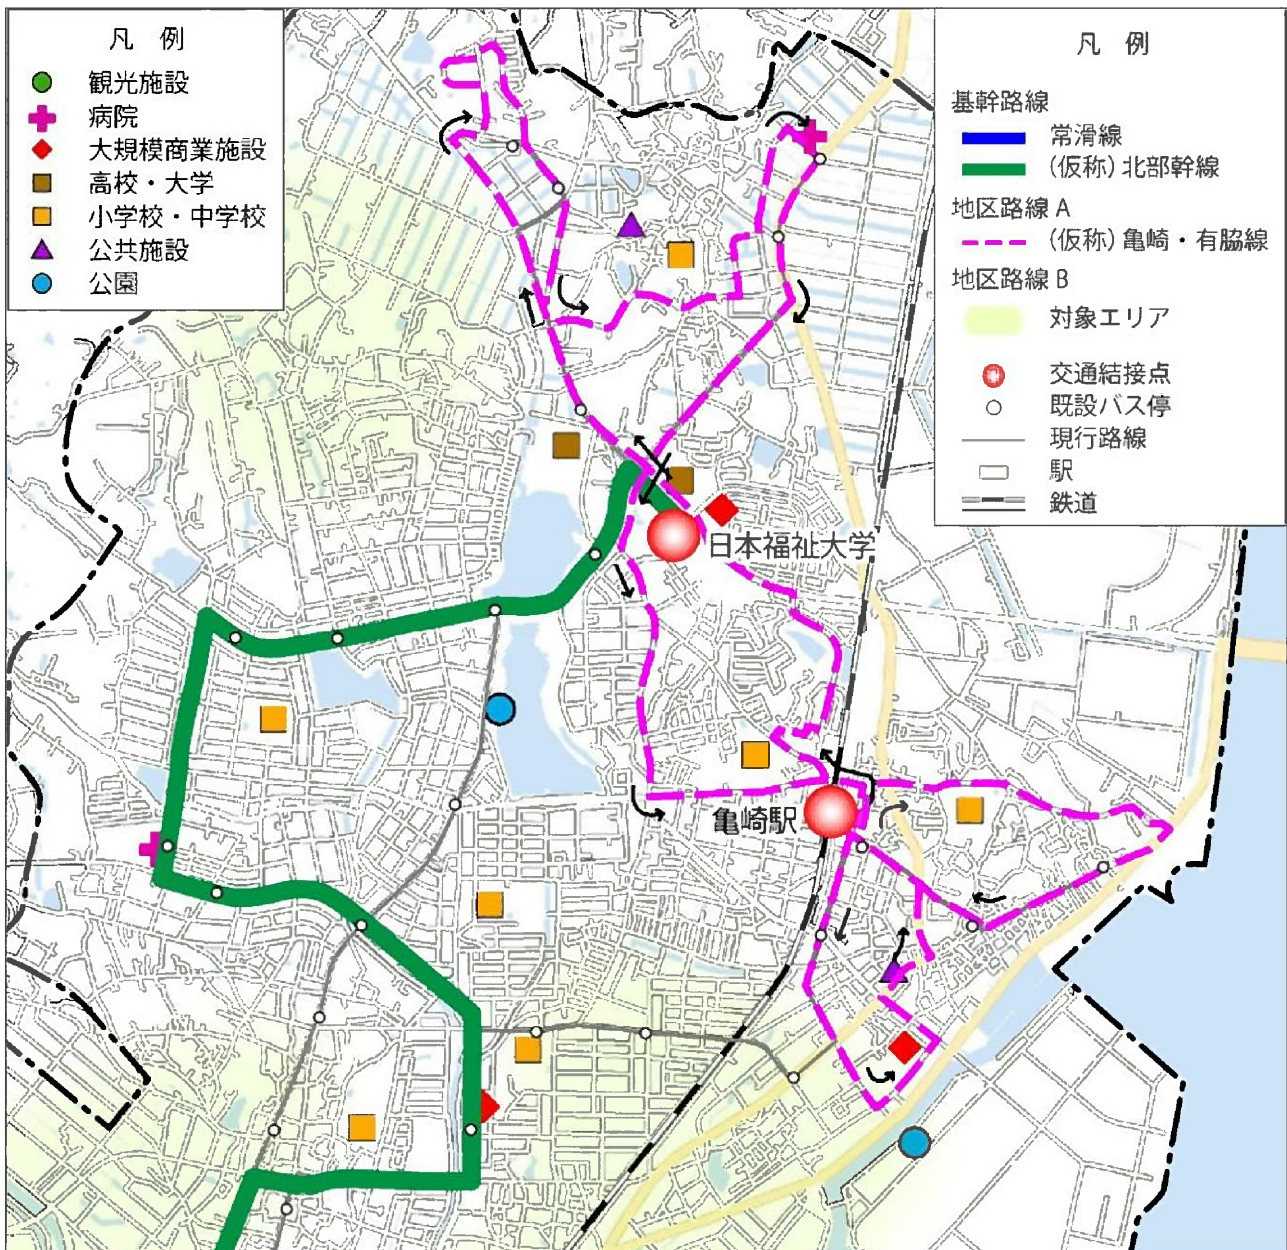 凡 例
観光施設
病院
大規模商業施設
高校・大学
小学校・中学校
公共施設
公園
凡 例
基幹路線
常滑線
(仮称)北部幹線
地区路線 A
(仮称)亀崎・有脇線
地区路線 B
対象エリア
交通結接点
既設バス停
現行路線
駅
鉄道
日本福祉大学
亀崎駅